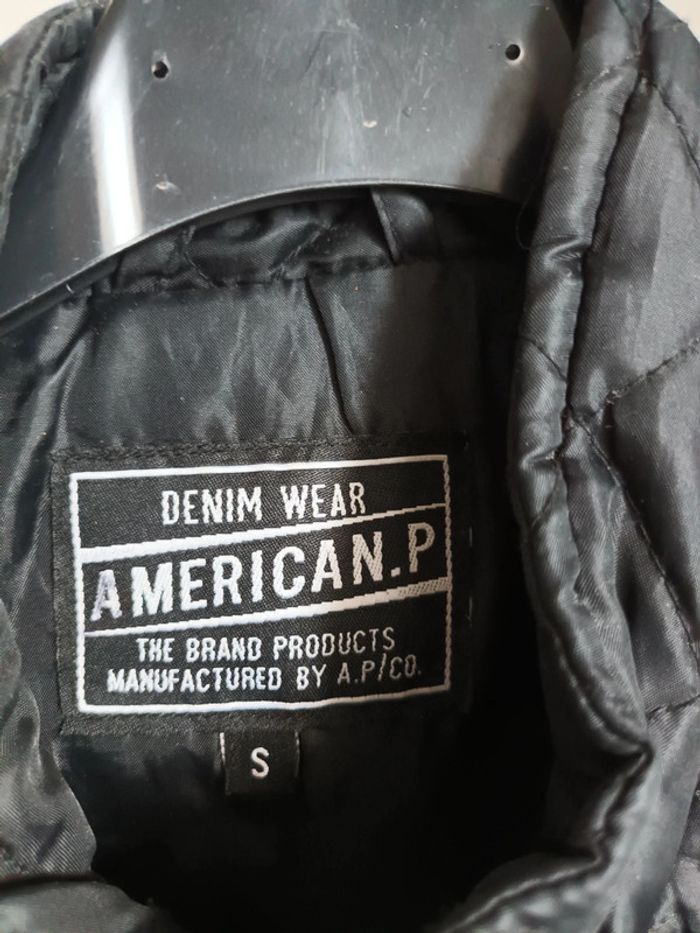 DENIM WEAR
AMERICAN.P
THE BRAND PRODUCTS
MANUFACTURED BY A.P/CO.
S